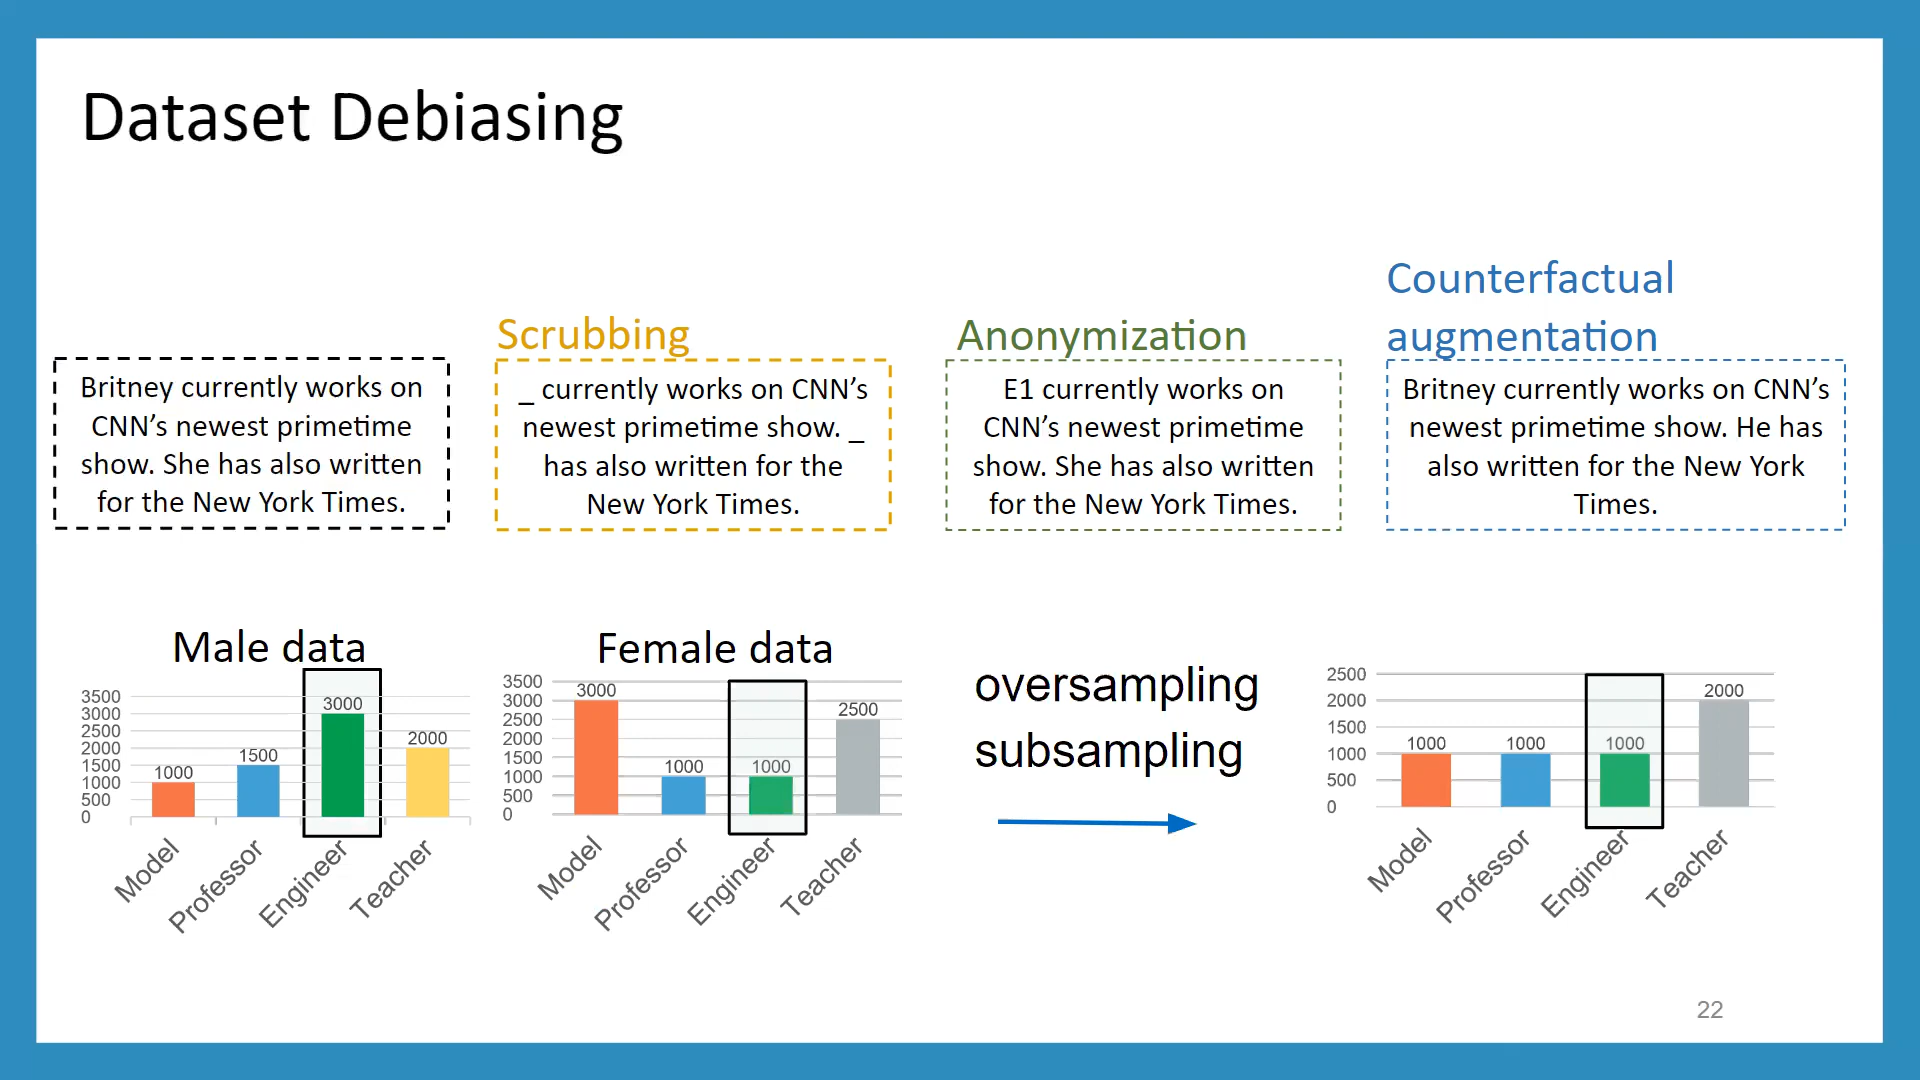 Dataset Debiasing
Britney currently works on
CNN’s newest primetime
show. She has also written
for the New York Times.
Scrubbing
_ currently works on CNN’s
newest primetime show. _
has also written for the
New York Times.
Anonymization
E1 currently works on
CNN’s newest primetime
show. She has also written
for the New York Times.
Counterfactual
augmentation
Britney currently works on CNN’s
newest primetime show. He has
also written for the New York
Times.
Male data
3500
3000
2500
2000
1500
1000
500
0
1000
1500
3000
2000
Model
Professor
Engineer
Teacher
Female data
3500
3000
2500
2000
1500
1000
500
0
3000
1000
1000
2500
Model
Professor
Engineer
Teacher
oversampling
subsampling
2500
2000
1500
1000
500
0
1000
1000
1000
2000
Model
Professor
Engineer
Teacher
22